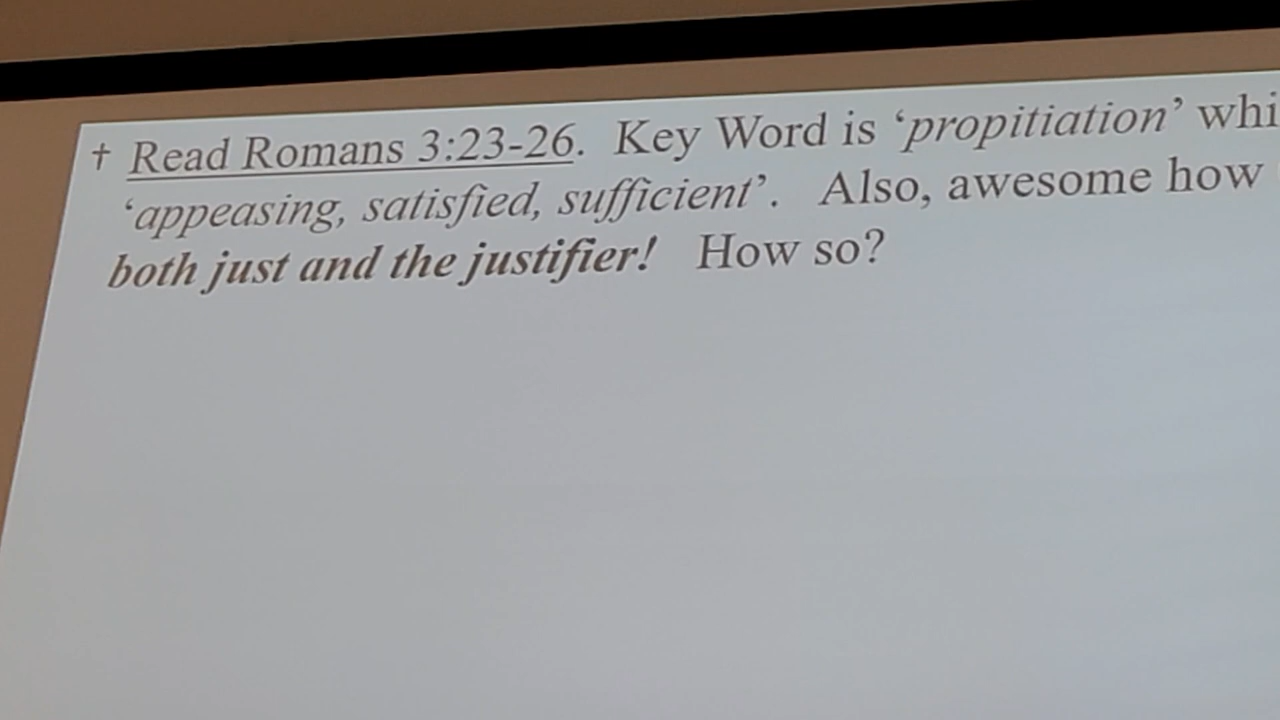 † Read Romans 3:23-26. Key Word is ‘propitiation’ whi
‘appeasing, satisfied, sufficient’. Also, awesome how
both just and the justifier! How so?